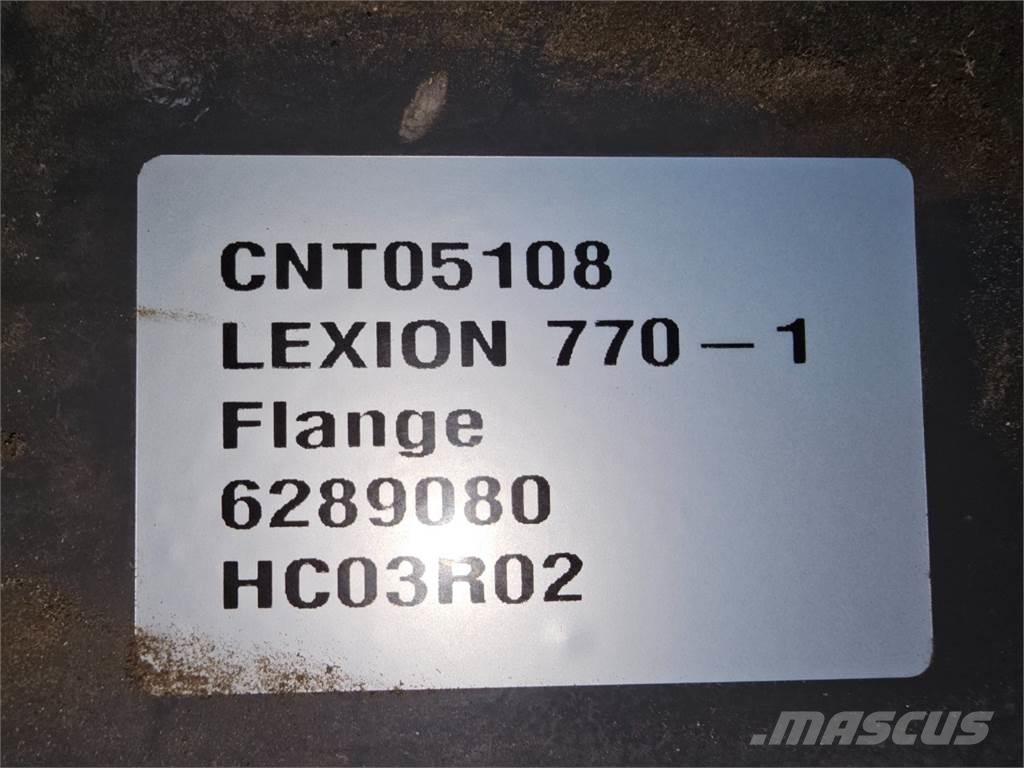 CNT05108
LEXION 770 – 1
Flange
6289080
HC03R02
MASCUS